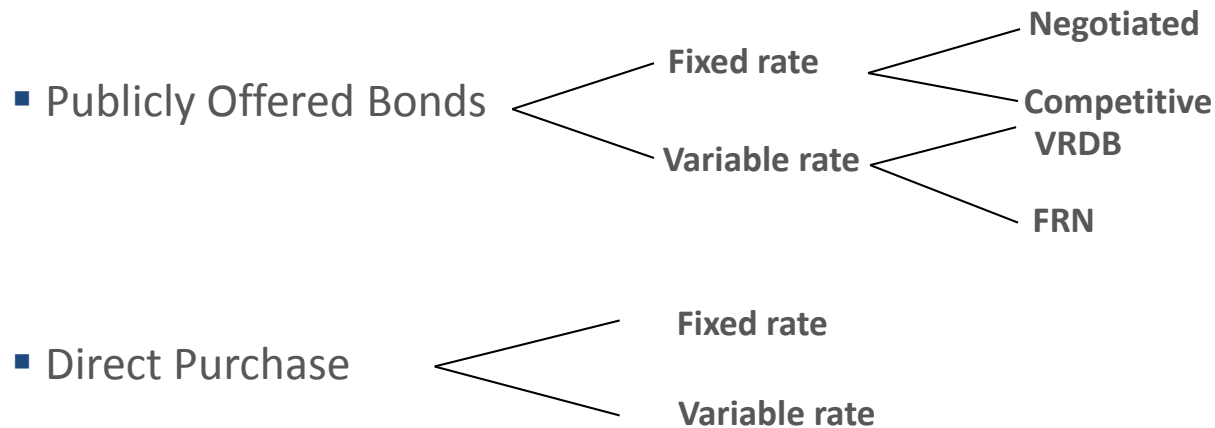 Negotiated
Fixed rate
▪ Publicly Offered Bonds
Competitive
VRDB
Variable rate
FRN
Fixed rate
▪ Direct Purchase
Variable rate